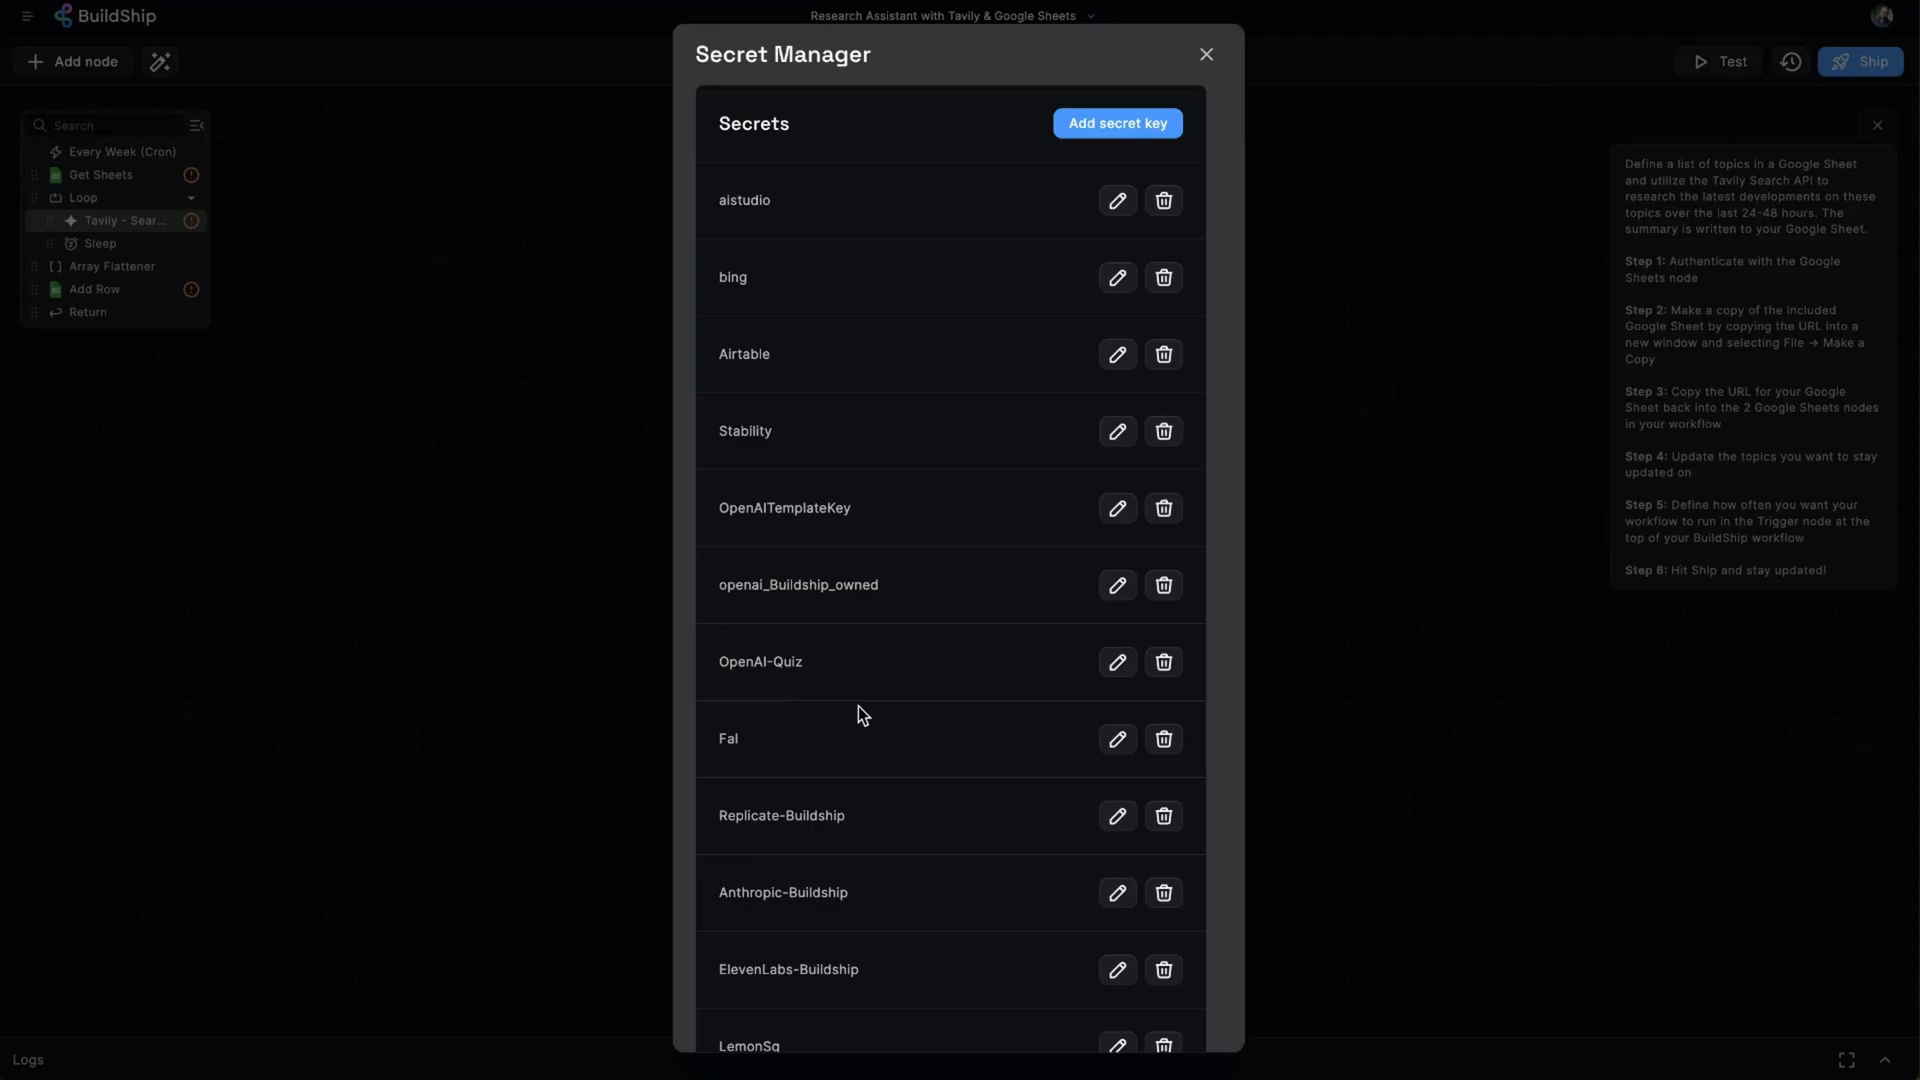 BuildShip
Research Assistant with Tavily & Google Sheets
Add node
Test
Ship
Search
Every Week (Cron)
Get Sheets
Loop
Tavily - Sear...
Sleep
Array Flattener
Add Row
Return
Secret Manager
Secrets
Add secret key
aistudio
bing
Airtable
Stability
OpenAITemplateKey
openai_Buildship_owned
OpenAI-Quiz
Fal
Replicate-Buildship
Anthropic-Buildship
ElevenLabs-Buildship
LemonSq
Define a list of topics in a Google Sheet
and utilize the Tavily Search API to
research the latest developments on these
topics over the last 24-48 hours. The
summary is written to your Google Sheet.
Step 1: Authenticate with the Google
Sheets node
Step 2: Make a copy of the included
Google Sheet by copying the URL into a
new window and selecting File → Make a
Copy
Step 3: Copy the URL for your Google
Sheet back into the 2 Google Sheets nodes
in your workflow
Step 4: Update the topics you want to stay
updated on
Step 5: Define how often you want your
workflow to run in the Trigger node at the
top of your BuildShip workflow
Step 6: Hit Ship and stay updated!
Logs